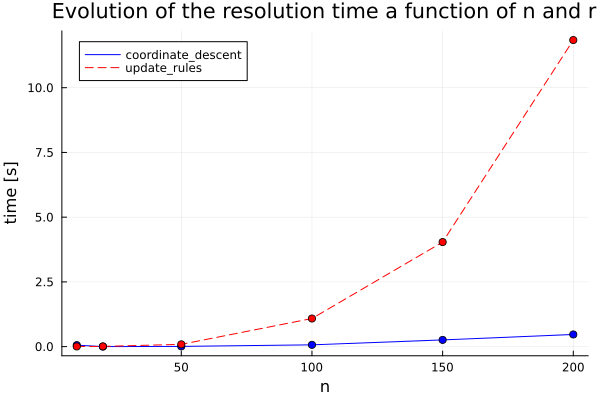 Evolution of the resolution time a function of n and r
coordinate_descent
update_rules
10.0
7.5
5.0
2.5
0.0
time [s]
50
100
150
200
n